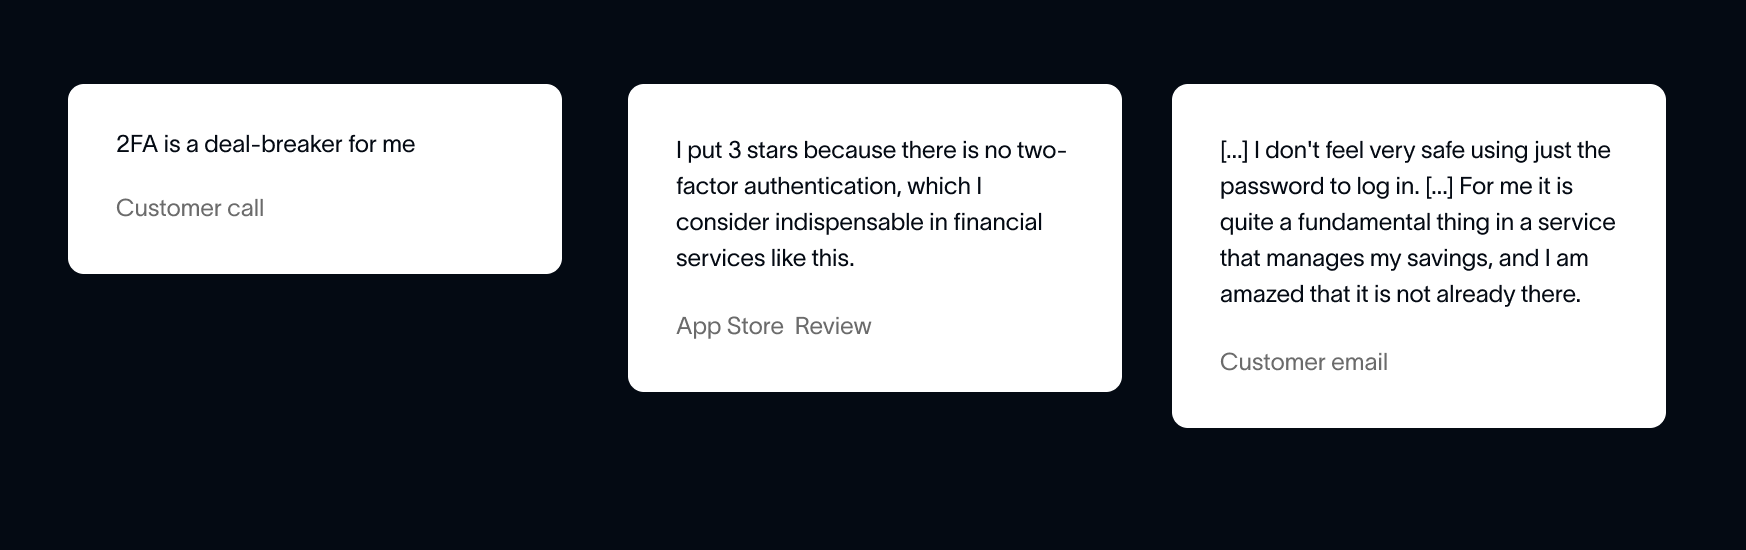 2FA is a deal-breaker for me
Customer call
I put 3 stars because there is no two-
factor authentication, which I
consider indispensable in financial
services like this.
App Store  Review
[...] I don't feel very safe using just the
password to log in. [...] For me it is
quite a fundamental thing in a service
that manages my savings, and I am
amazed that it is not already there.
Customer email